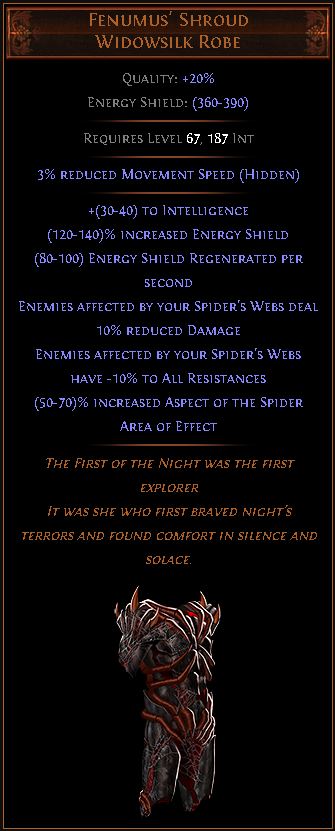 Fenumus' Shroud
Widowsilk Robe
Quality: +20%
Energy Shield: (360-390)
Requires Level 67, 187 Int
3% reduced Movement Speed (Hidden)
+(30-40) to Intelligence
(120-140)% increased Energy Shield
(80-100) Energy Shield Regenerated per
second
Enemies affected by your Spider's Webs deal
10% reduced Damage
Enemies affected by your Spider's Webs
have -10% to All Resistances
(50-70)% increased Aspect of the Spider
Area of Effect
The First of the Night was the first
explorer
It was she who first braved night's
terrors and found comfort in silence and
solace.